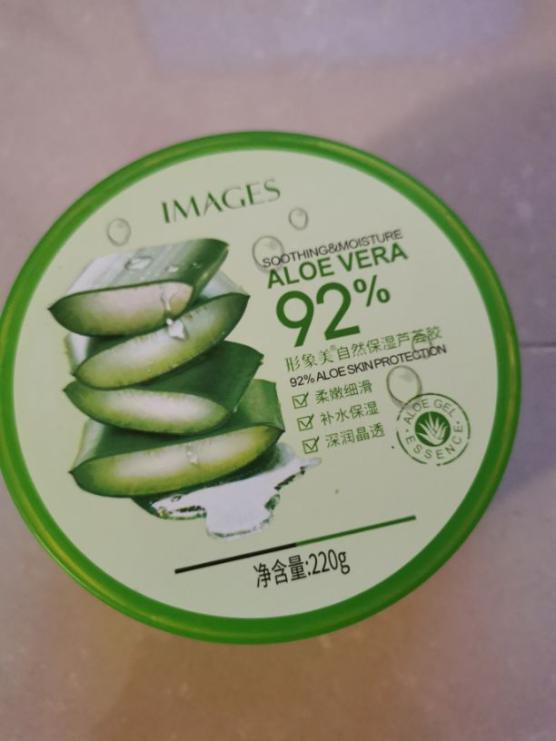 IMAGES
SOOTHING&MOISTURE
ALOE VERA
92%
形象美®自然保湿芦荟胶
92% ALOE SKIN PROTECTION
柔嫩细滑
补水保湿
深润晶透
ALOE GEL
ESSENCE
净含量:220g